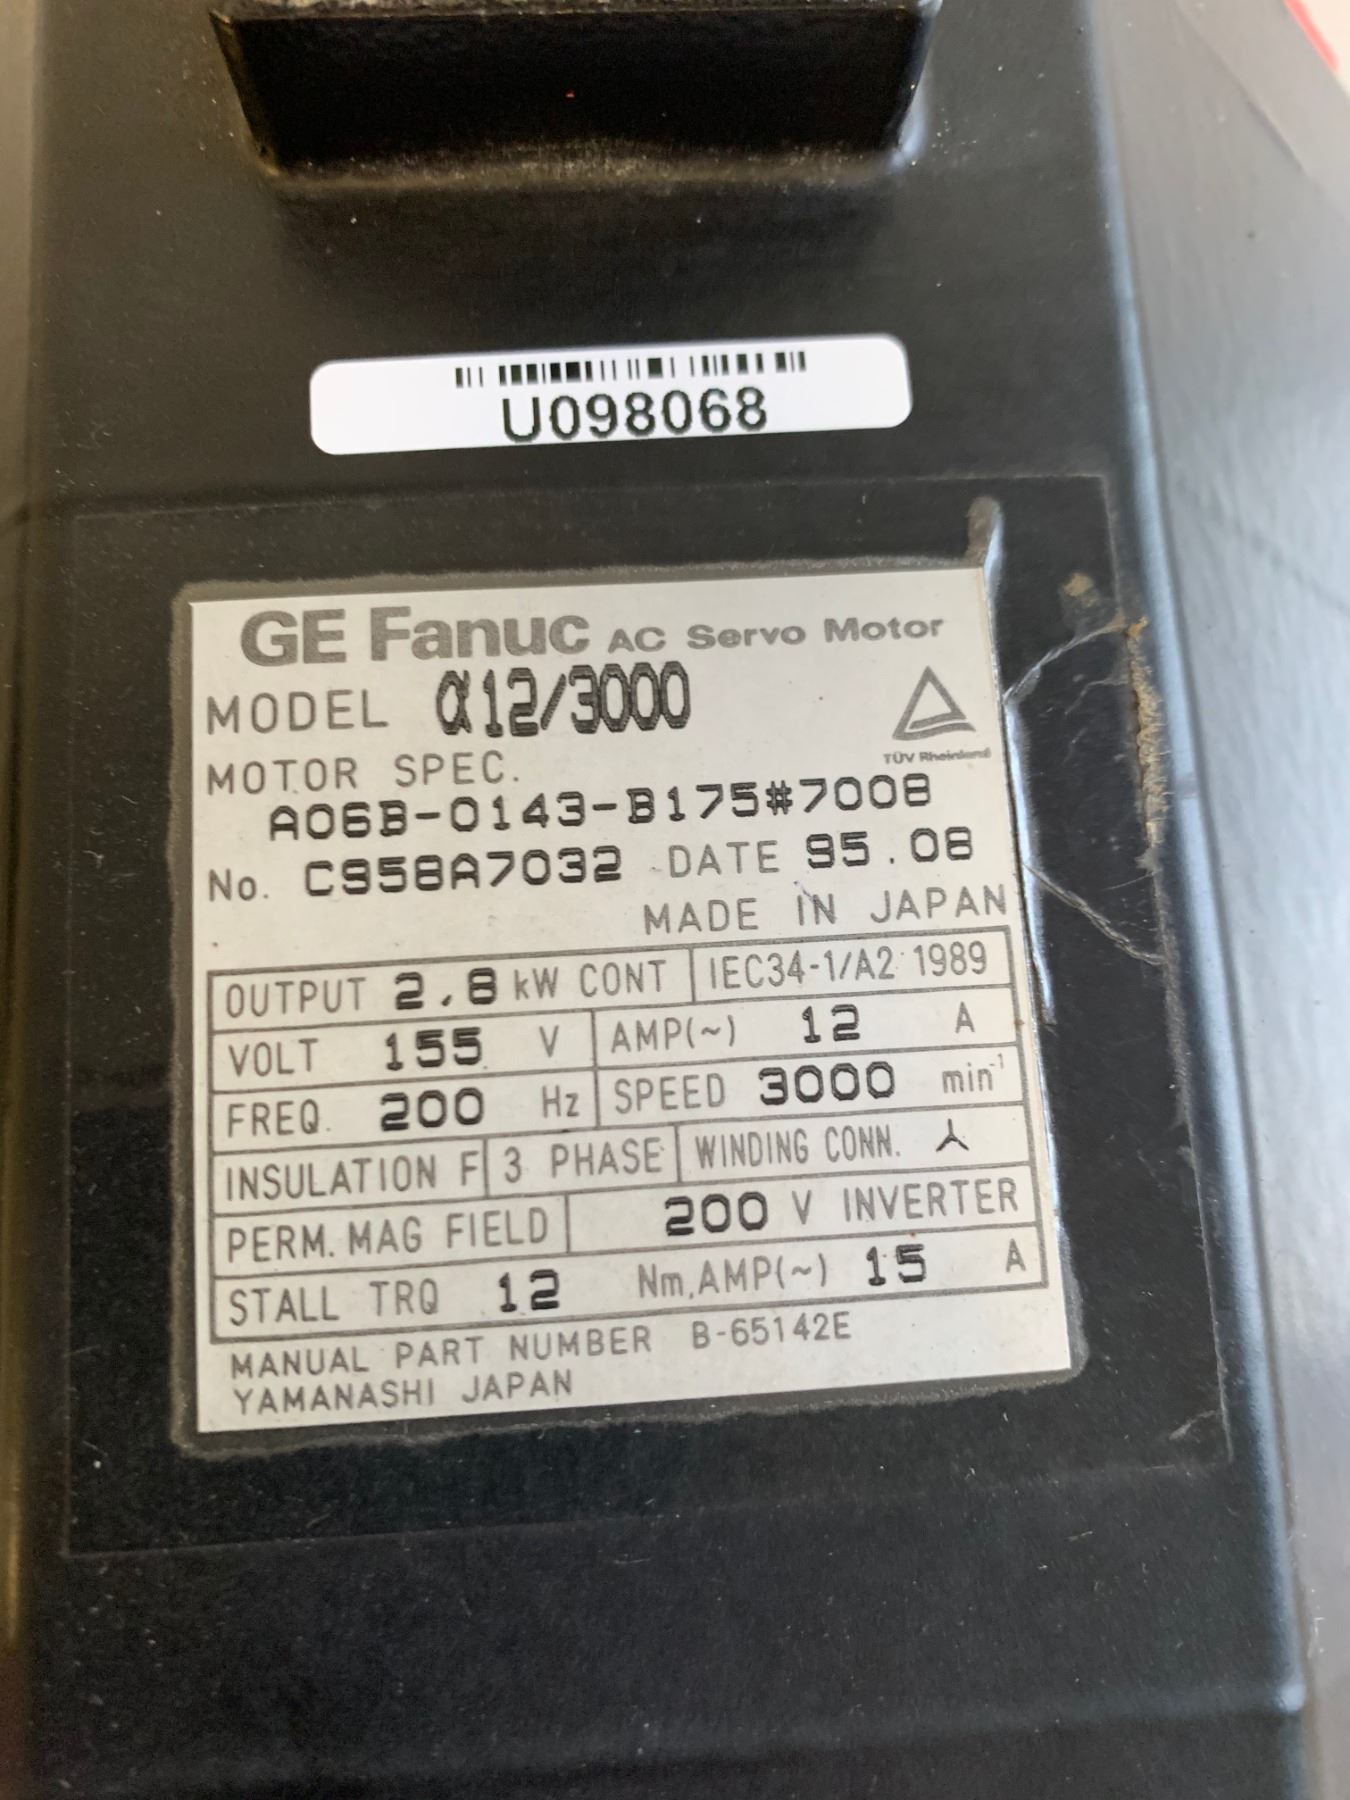 U098068
GE Fanuc AC Servo Motor
MODEL α12/3000
TÜV Rheinland
MOTOR SPEC.
A06B-0143-B175#7008
No. C958A7032 DATE 95.08
MADE IN JAPAN
OUTPUT 2.8 kW CONT IEC34-1/A2 1989
VOLT 155 V AMP(~) 12 A
FREQ. 200 Hz SPEED 3000 min⁻¹
INSULATION F 3 PHASE WINDING CONN.
PERM. MAG FIELD 200 V INVERTER
STALL TRQ 12 Nm, AMP(~) 15 A
MANUAL PART NUMBER B-65142E
YAMANASHI JAPAN